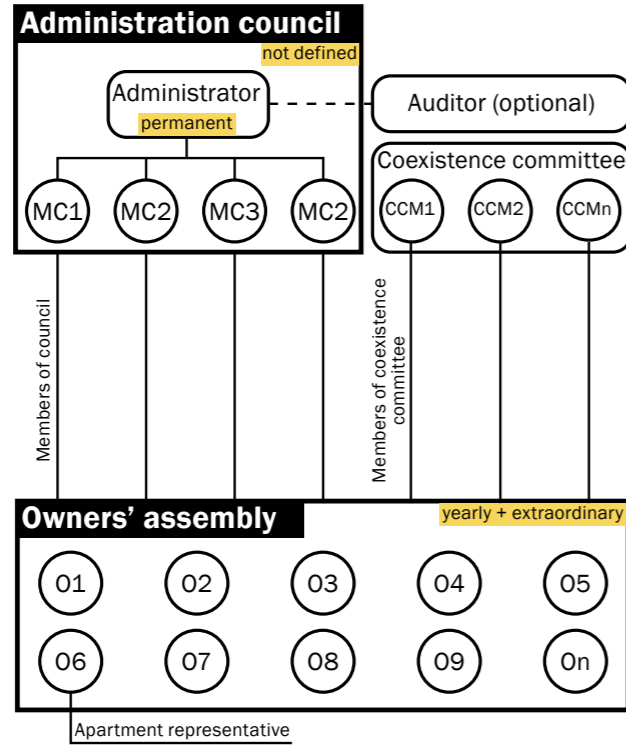 Administration council
not defined
Administrator
permanent
Auditor (optional)
Coexistence committee
MC1
MC2
MC3
MC2
CCM1
CCM2
CCMn
Members of council
Members of coexistence
committee
Owners' assembly
yearly + extraordinary
O1
O2
O3
O4
O5
O6
O7
O8
O9
On
Apartment representative